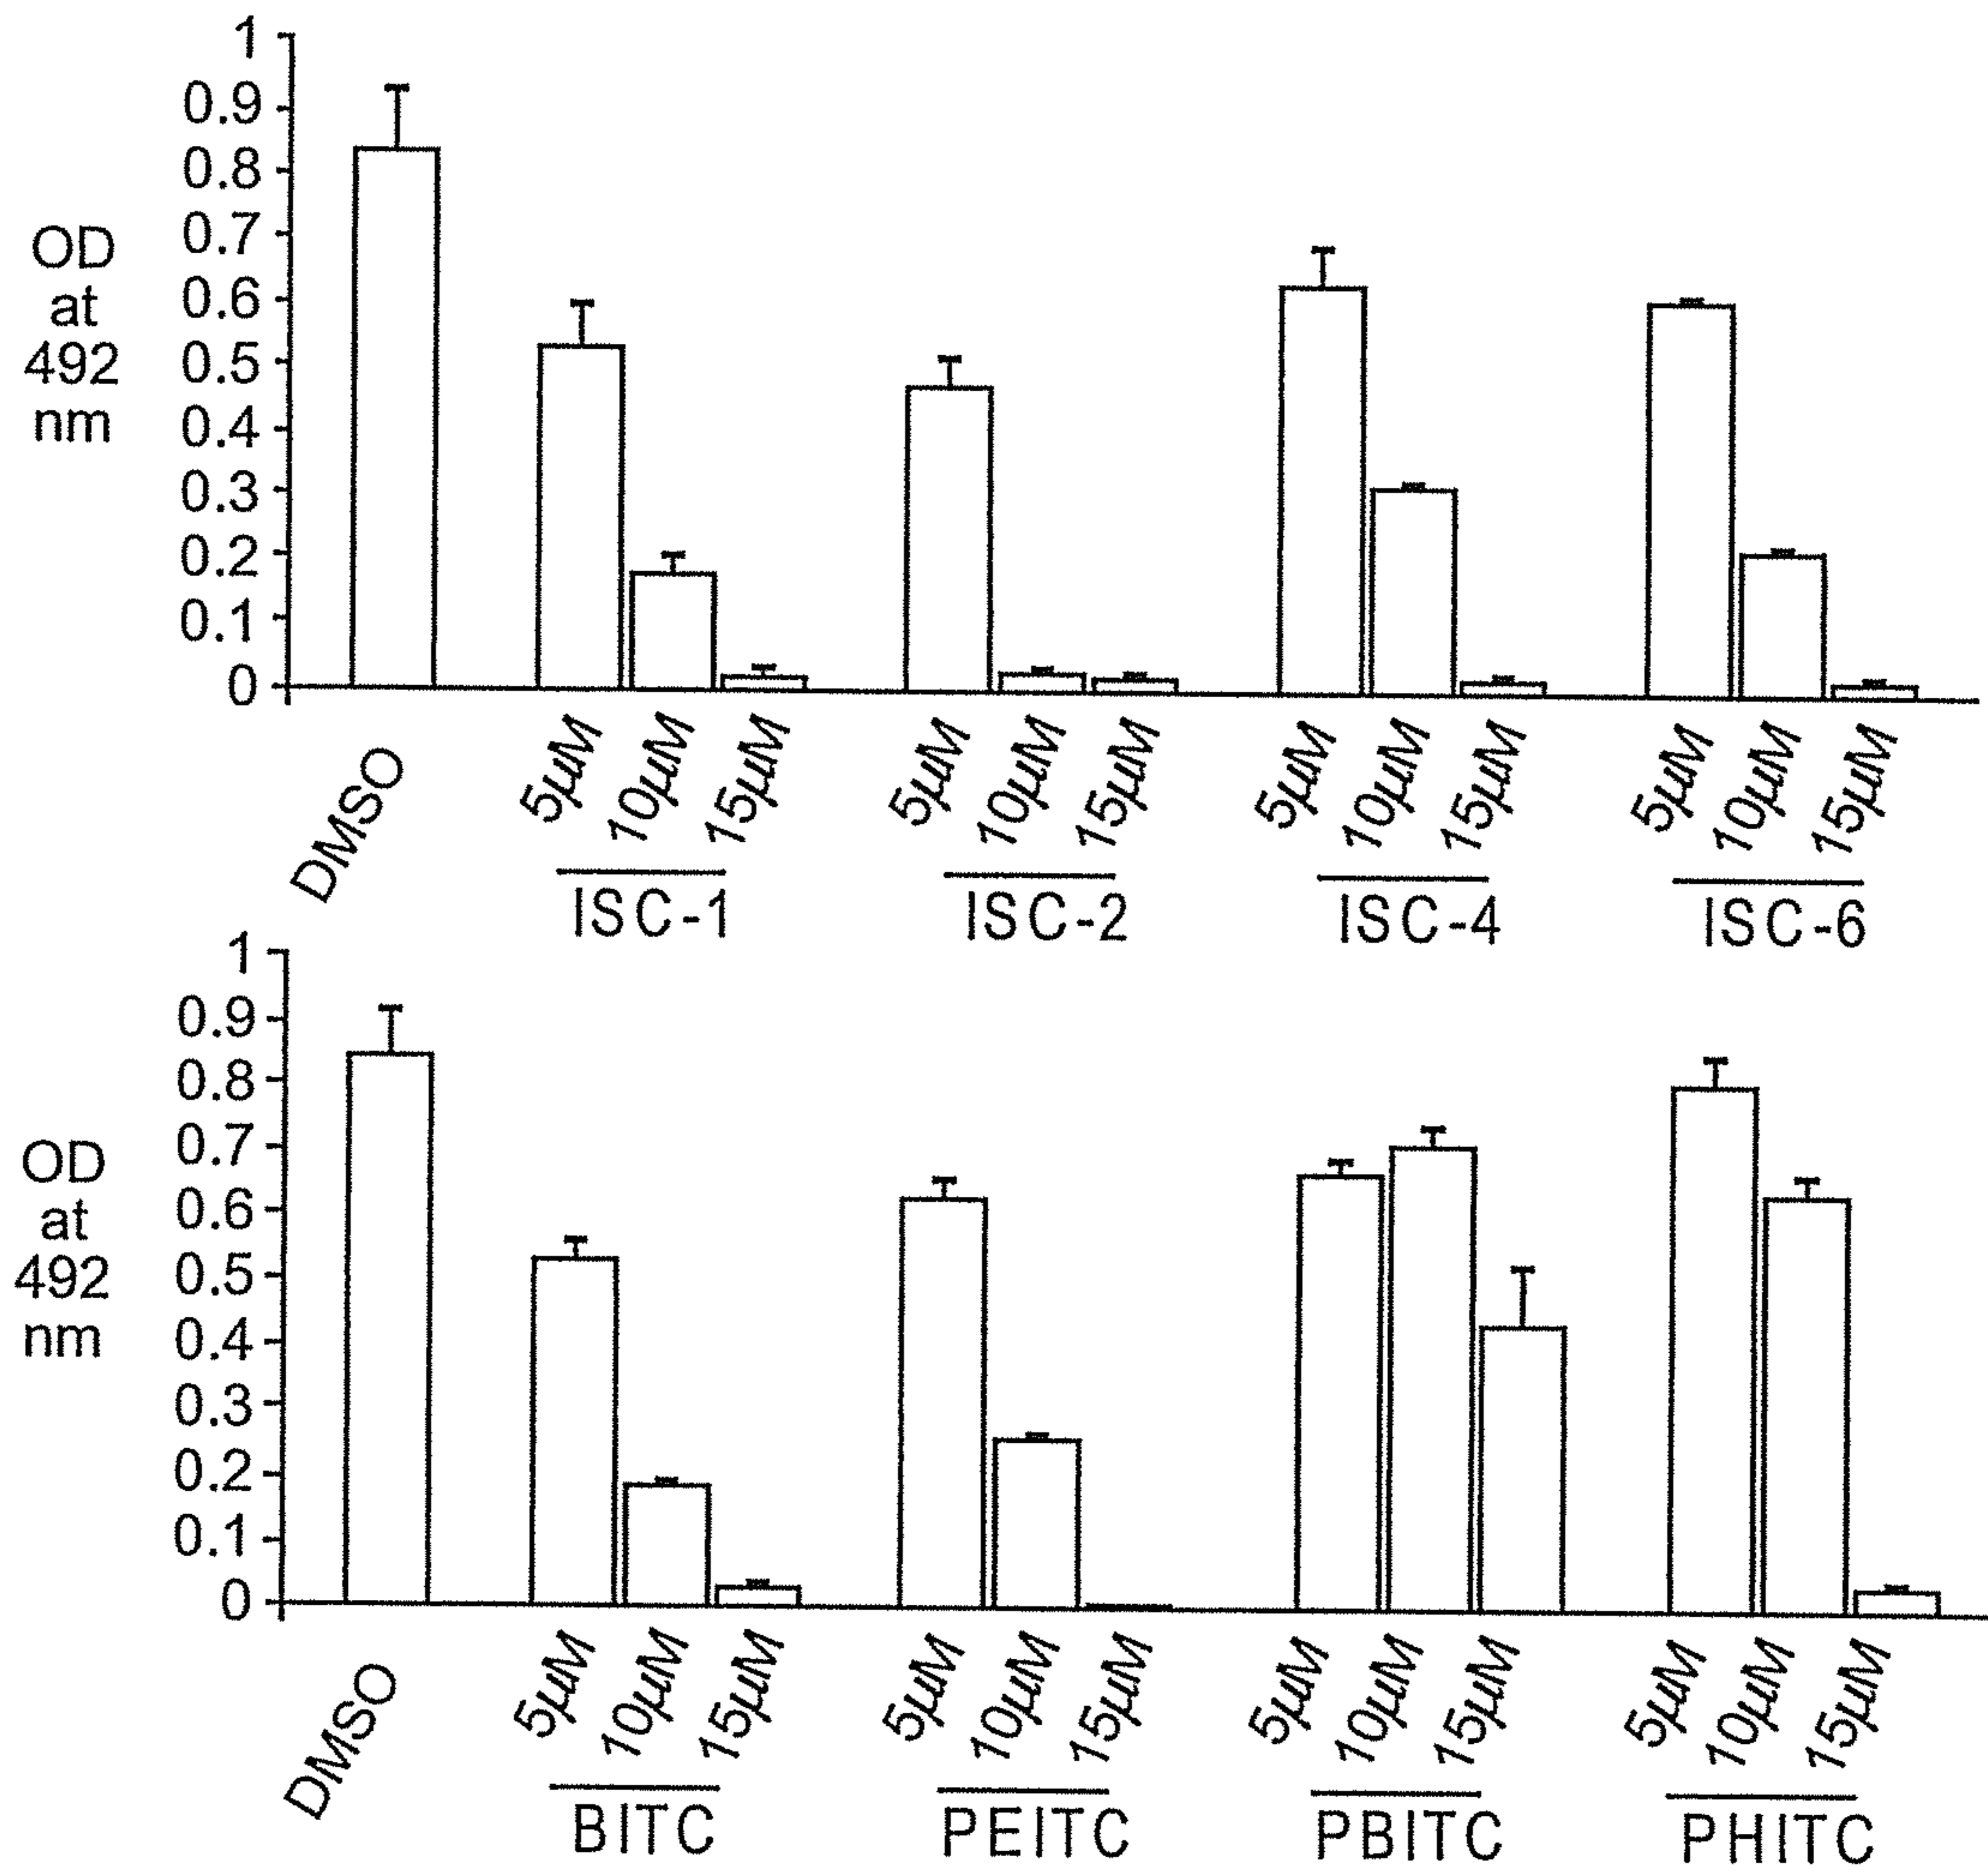 1
0.9
0.8
0.7
0.6
0.5
0.4
0.3
0.2
0.1
0
OD
at
492
nm
DMSO
5µM
10µM
15µM
5µM
10µM
15µM
5µM
10µM
15µM
5µM
10µM
15µM
ISC-1
ISC-2
ISC-4
ISC-6
1
0.9
0.8
0.7
0.6
0.5
0.4
0.3
0.2
0.1
0
OD
at
492
nm
DMSO
5µM
10µM
15µM
5µM
10µM
15µM
5µM
10µM
15µM
5µM
10µM
15µM
BITC
PEITC
PBITC
PHITC